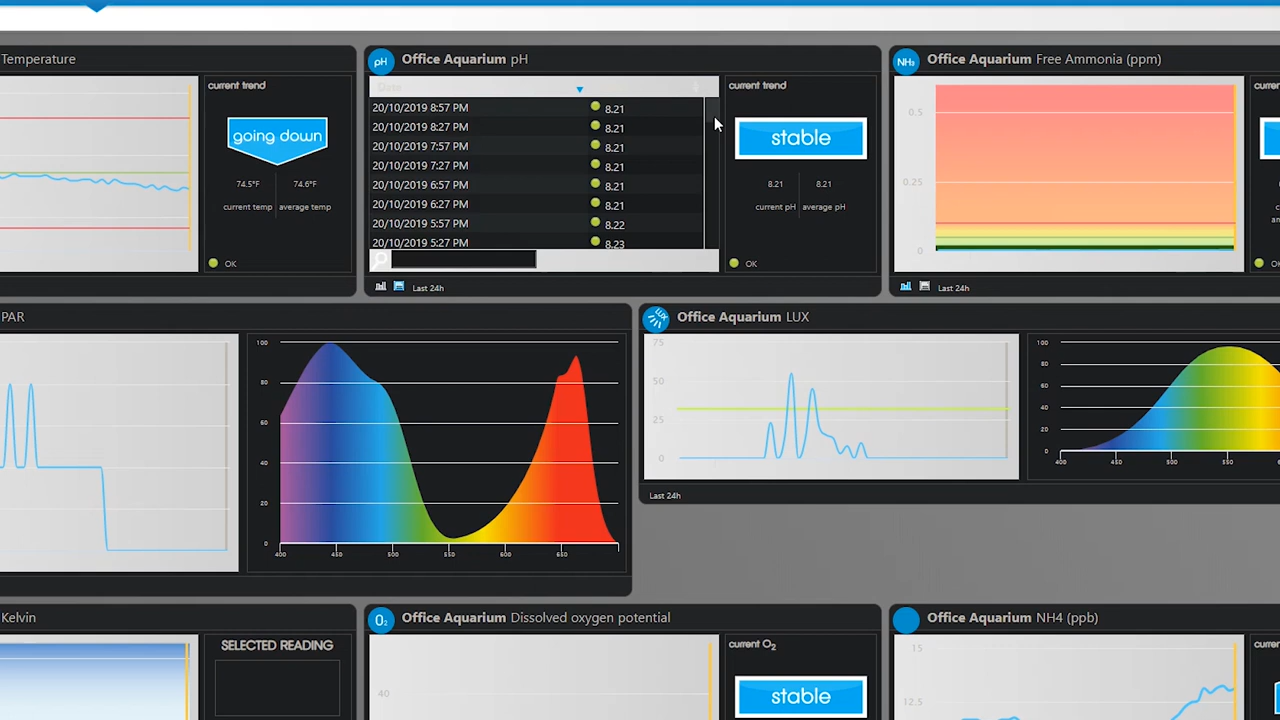 Temperature
current trend
going down
74.5°F
74.6°F
current temp
average temp
OK
pH
Office Aquarium pH
Date
20/10/2019 8:57 PM 8.21
20/10/2019 8:27 PM 8.21
20/10/2019 7:57 PM 8.21
20/10/2019 7:27 PM 8.21
20/10/2019 6:57 PM 8.21
20/10/2019 6:27 PM 8.21
20/10/2019 5:57 PM 8.22
20/10/2019 5:27 PM 8.23
Last 24h
current trend
stable
8.21
8.21
current pH
average pH
OK
NH₃
Office Aquarium Free Ammonia (ppm)
0.5
0.25
0
Last 24h
PAR
100
80
60
40
20
0
400 450 500 550 600 650
LUX
Office Aquarium LUX
75
50
25
0
Last 24h
100
80
60
40
20
0
400 450 500 550
Kelvin
SELECTED READING
O₂
Office Aquarium Dissolved oxygen potential
40
current O₂
stable
Office Aquarium NH4 (ppb)
15
12.5